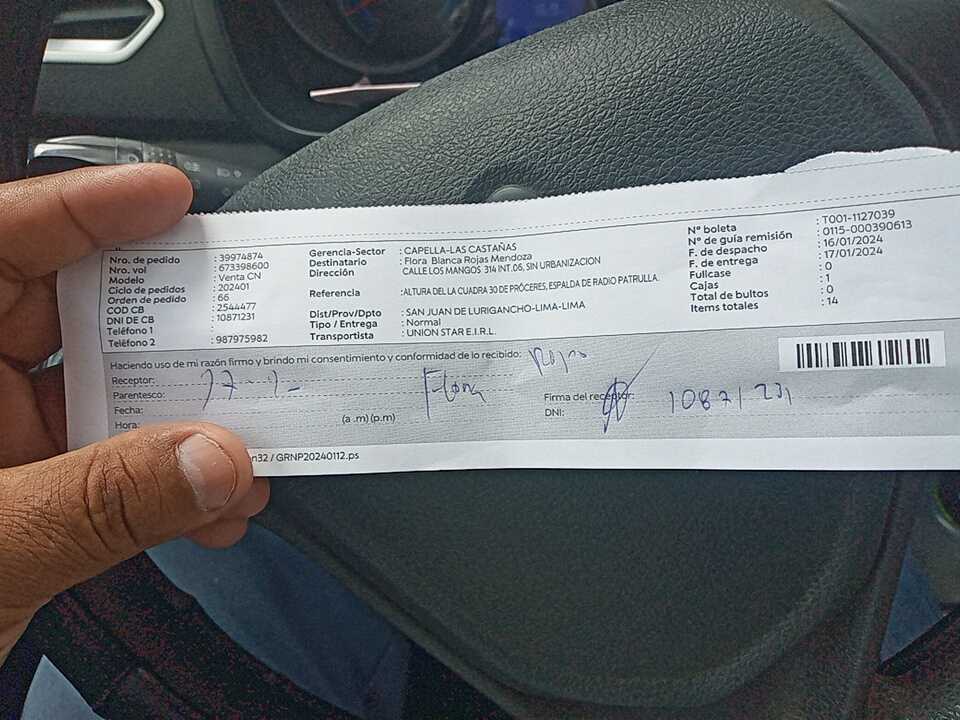 Nro. de pedido : 39974874
Nro. vol : 673398600
Modelo : Venta CN
Ciclo de pedidos : 202401
Orden de pedido : 66
COD CB : 2544477
DNI DE CB : 10871231
Teléfono 1 :
Teléfono 2 : 987975982
Gerencia-Sector : CAPELLA-LAS CASTAÑAS
Destinatario : Flora Blanca Rojas Mendoza
Dirección CALLE LOS MANGOS 314 INT.06, SIN URBANIZACION
Referencia :ALTURA DEL LA CUADRA 30 DE PRÓCERES, ESPALDA DE RADIO PATRULLA.
Dist/Prov/Dpto : SAN JUAN DE LURIGANCHO-LIMA-LIMA
Tipo / Entrega : Normal
Transportista : UNION STAR E.I.R.L.
Nº boleta : T001-1127039
Nº de guía remisión : 0115-000390613
F. de despacho : 16/01/2024
F. de entrega : 17/01/2024
Fullcase : 0
Cajas : 1
Total de bultos : 0
Items totales : 14
Haciendo uso de mi razón firmo y brindo mi consentimiento y conformidad de lo recibido:
Receptor: Flora Rojas
Parentesco:
Fecha:
Hora: (a .m) (p.m)
Firma del receptor:
DNI: 10871231
n32 / GRNP20240112.ps